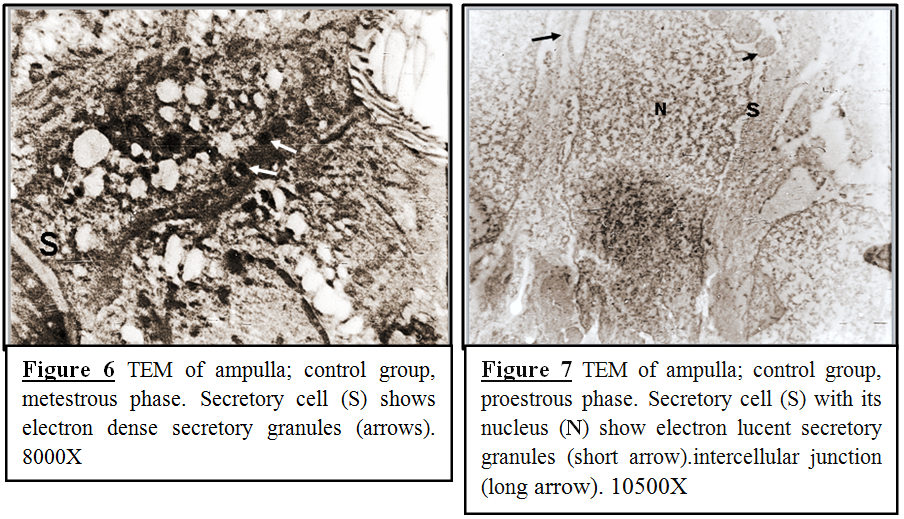 S
N
S
Figure 6 TEM of ampulla; control group,
metestrous phase. Secretory cell (S) shows
electron dense secretory granules (arrows).
8000X
Figure 7 TEM of ampulla; control group,
proestrous phase. Secretory cell (S) with its
nucleus (N) show electron lucent secretory
granules (short arrow).intercellular junction
(long arrow). 10500X